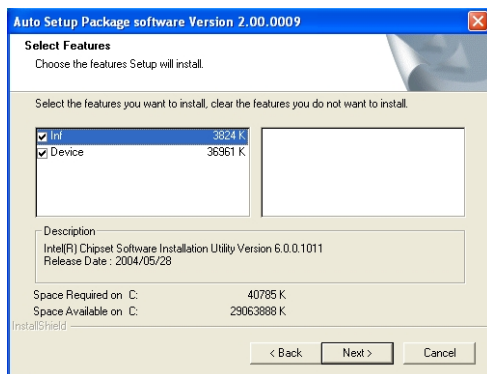 Auto Setup Package software Version 2.00.0009
Select Features
Choose the features Setup will install.
Select the features you want to install, clear the features you do not want to install.
Inf 3824 K
Device 36961 K
Description
Intel(R) Chipset Software Installation Utility Version 6.0.0.1011
Release Date : 2004/05/28
Space Required on C: 40785 K
Space Available on C: 29063888 K
InstallShield
< Back Next > Cancel